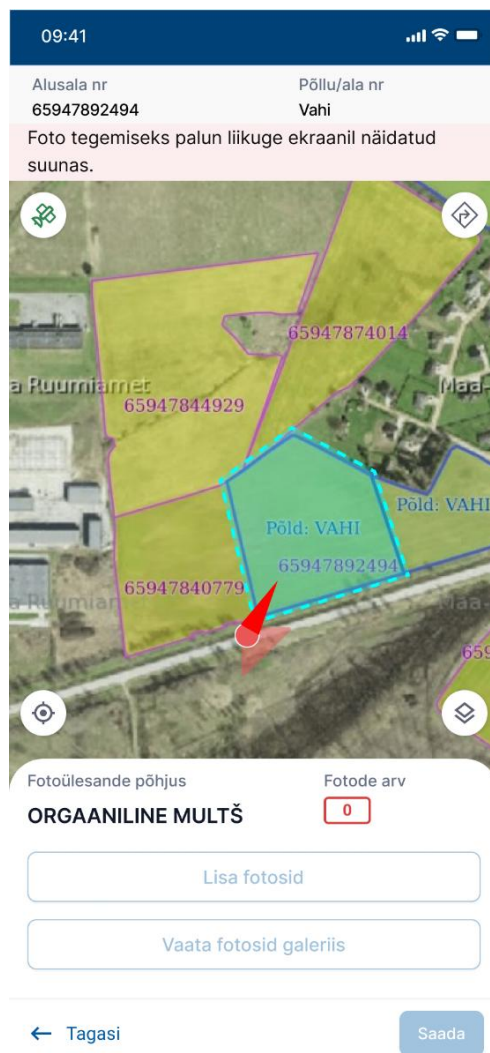 09:41
Alusala nr
Põllu/ala nr
65947892494
Vahi
Foto tegemiseks palun liikuge ekraanil näidatud
suunas.
65947874014
a Ruumiamet
Maa-
65947844929
Põld: VAHI
Põld: VAHI
65947892494
65947840779
a Ruumiam
Maa-
659
Fotoülesande põhjus
Fotode arv
ORGAANILINE MULTŠ
0
Lisa fotosid
Vaata fotosid galeriis
← Tagasi
Saada